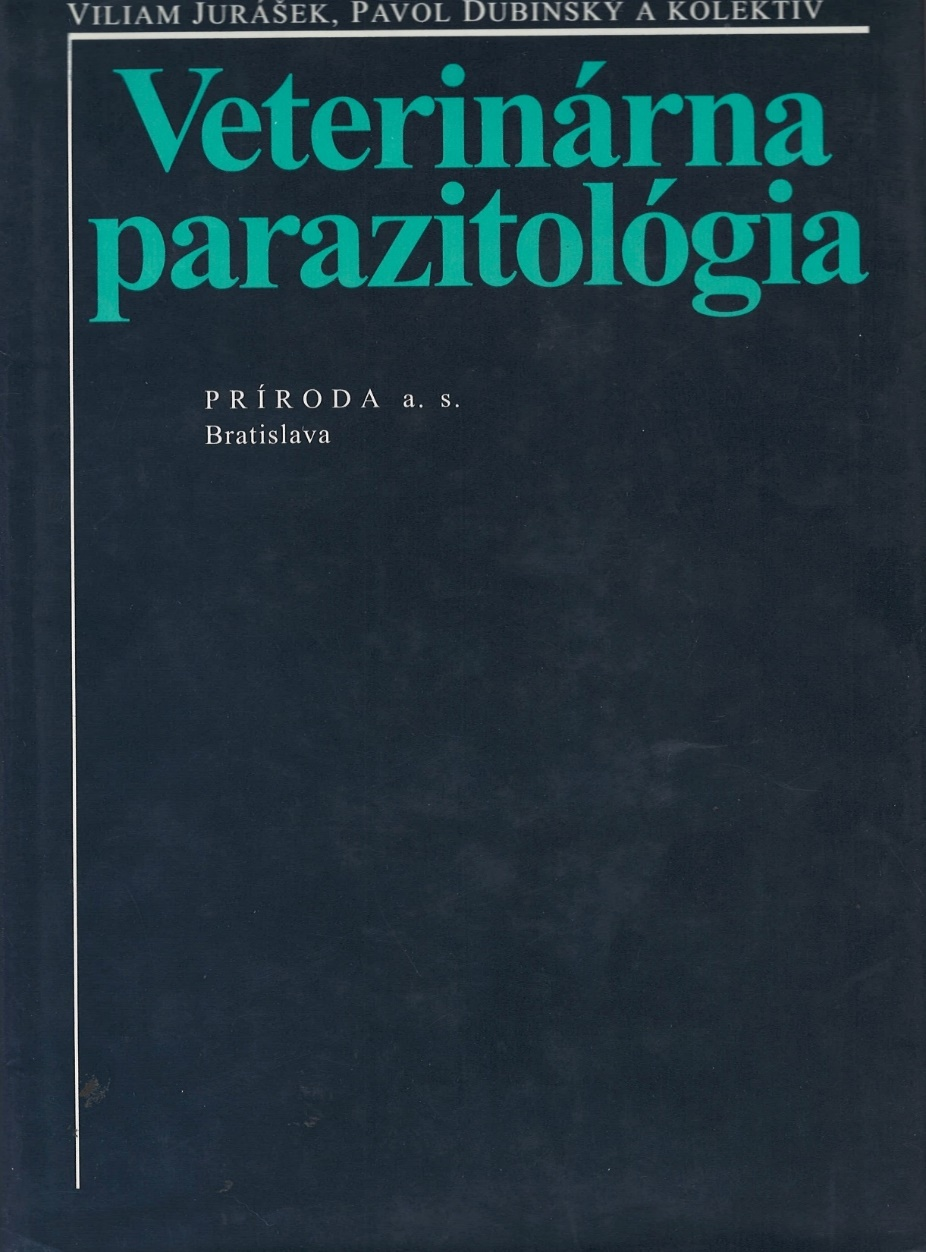 VILIAM JURÁŠEK, PAVOL DUBINSKÝ A KOLEKTÍV
Veterinárna
parazitológia
PRÍRODA a. s.
Bratislava